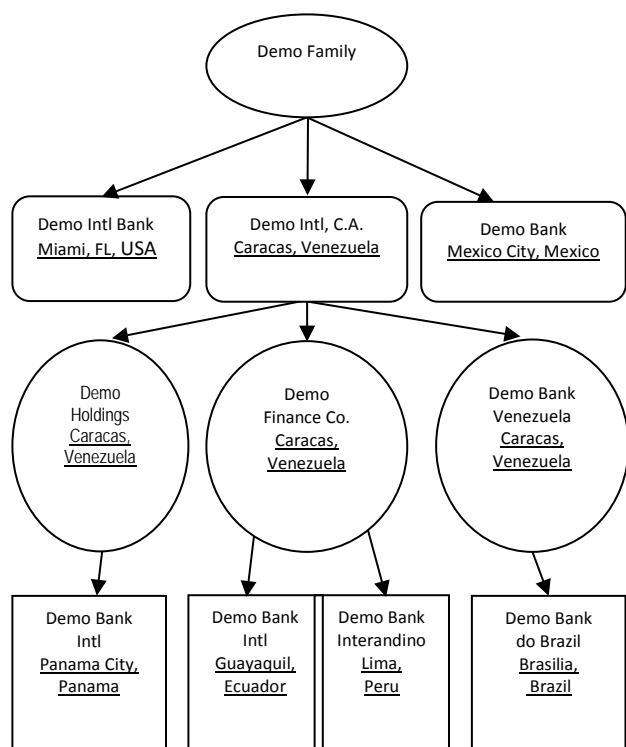 Demo Family
Demo Intl Bank
Miami, FL, USA
Demo Intl, C.A.
Caracas, Venezuela
Demo Bank
Mexico City, Mexico
Demo
Holdings
Caracas,
Venezuela
Demo
Finance Co.
Caracas,
Venezuela
Demo Bank
Venezuela
Caracas,
Venezuela
Demo Bank
Intl
Panama City,
Panama
Demo Bank
Intl
Guayaquil,
Ecuador
Demo Bank
Interandino
Lima,
Peru
Demo Bank
do Brazil
Brasilia,
Brazil